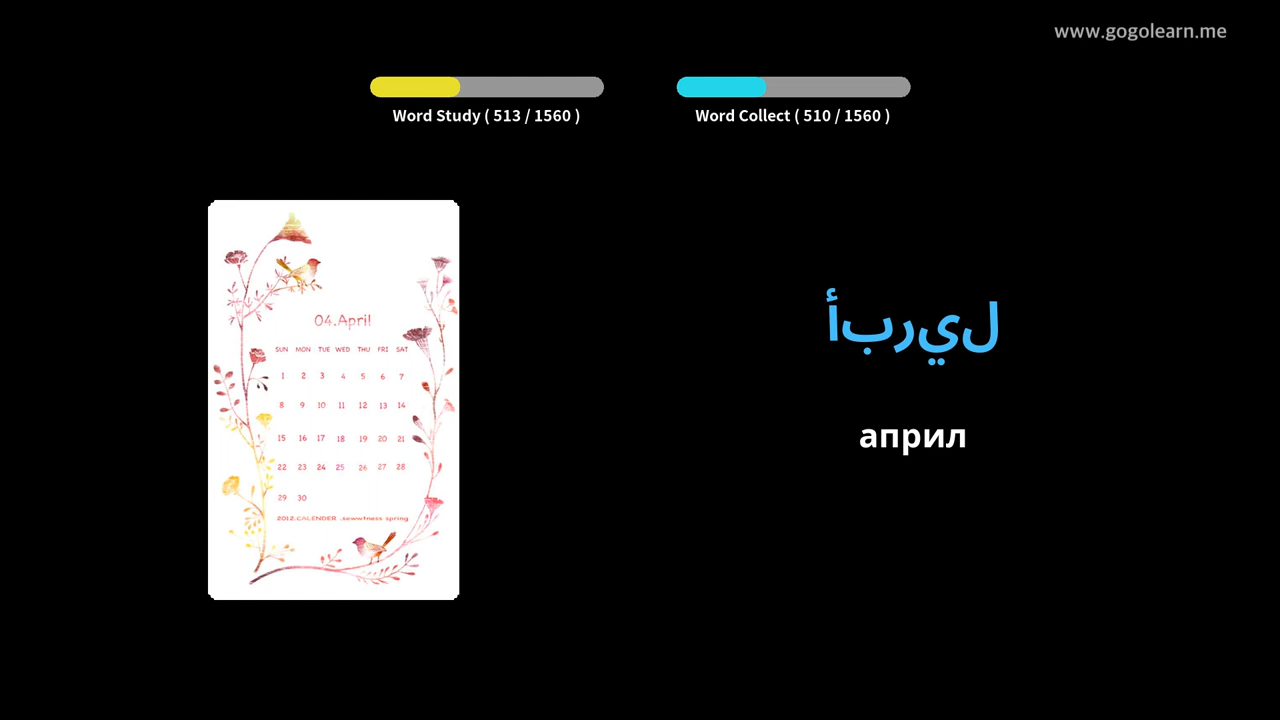 www.gogolearn.me
Word Study ( 513 / 1560 )
Word Collect ( 510 / 1560 )
04.April
SUN MON TUE WED THU FRI SAT
1 2 3 4 5 6 7
8 9 10 11 12 13 14
15 16 17 18 19 20 21
22 23 24 25 26 27 28
29 30
2012.CALENDER .sewwtness spring
أبريل
април